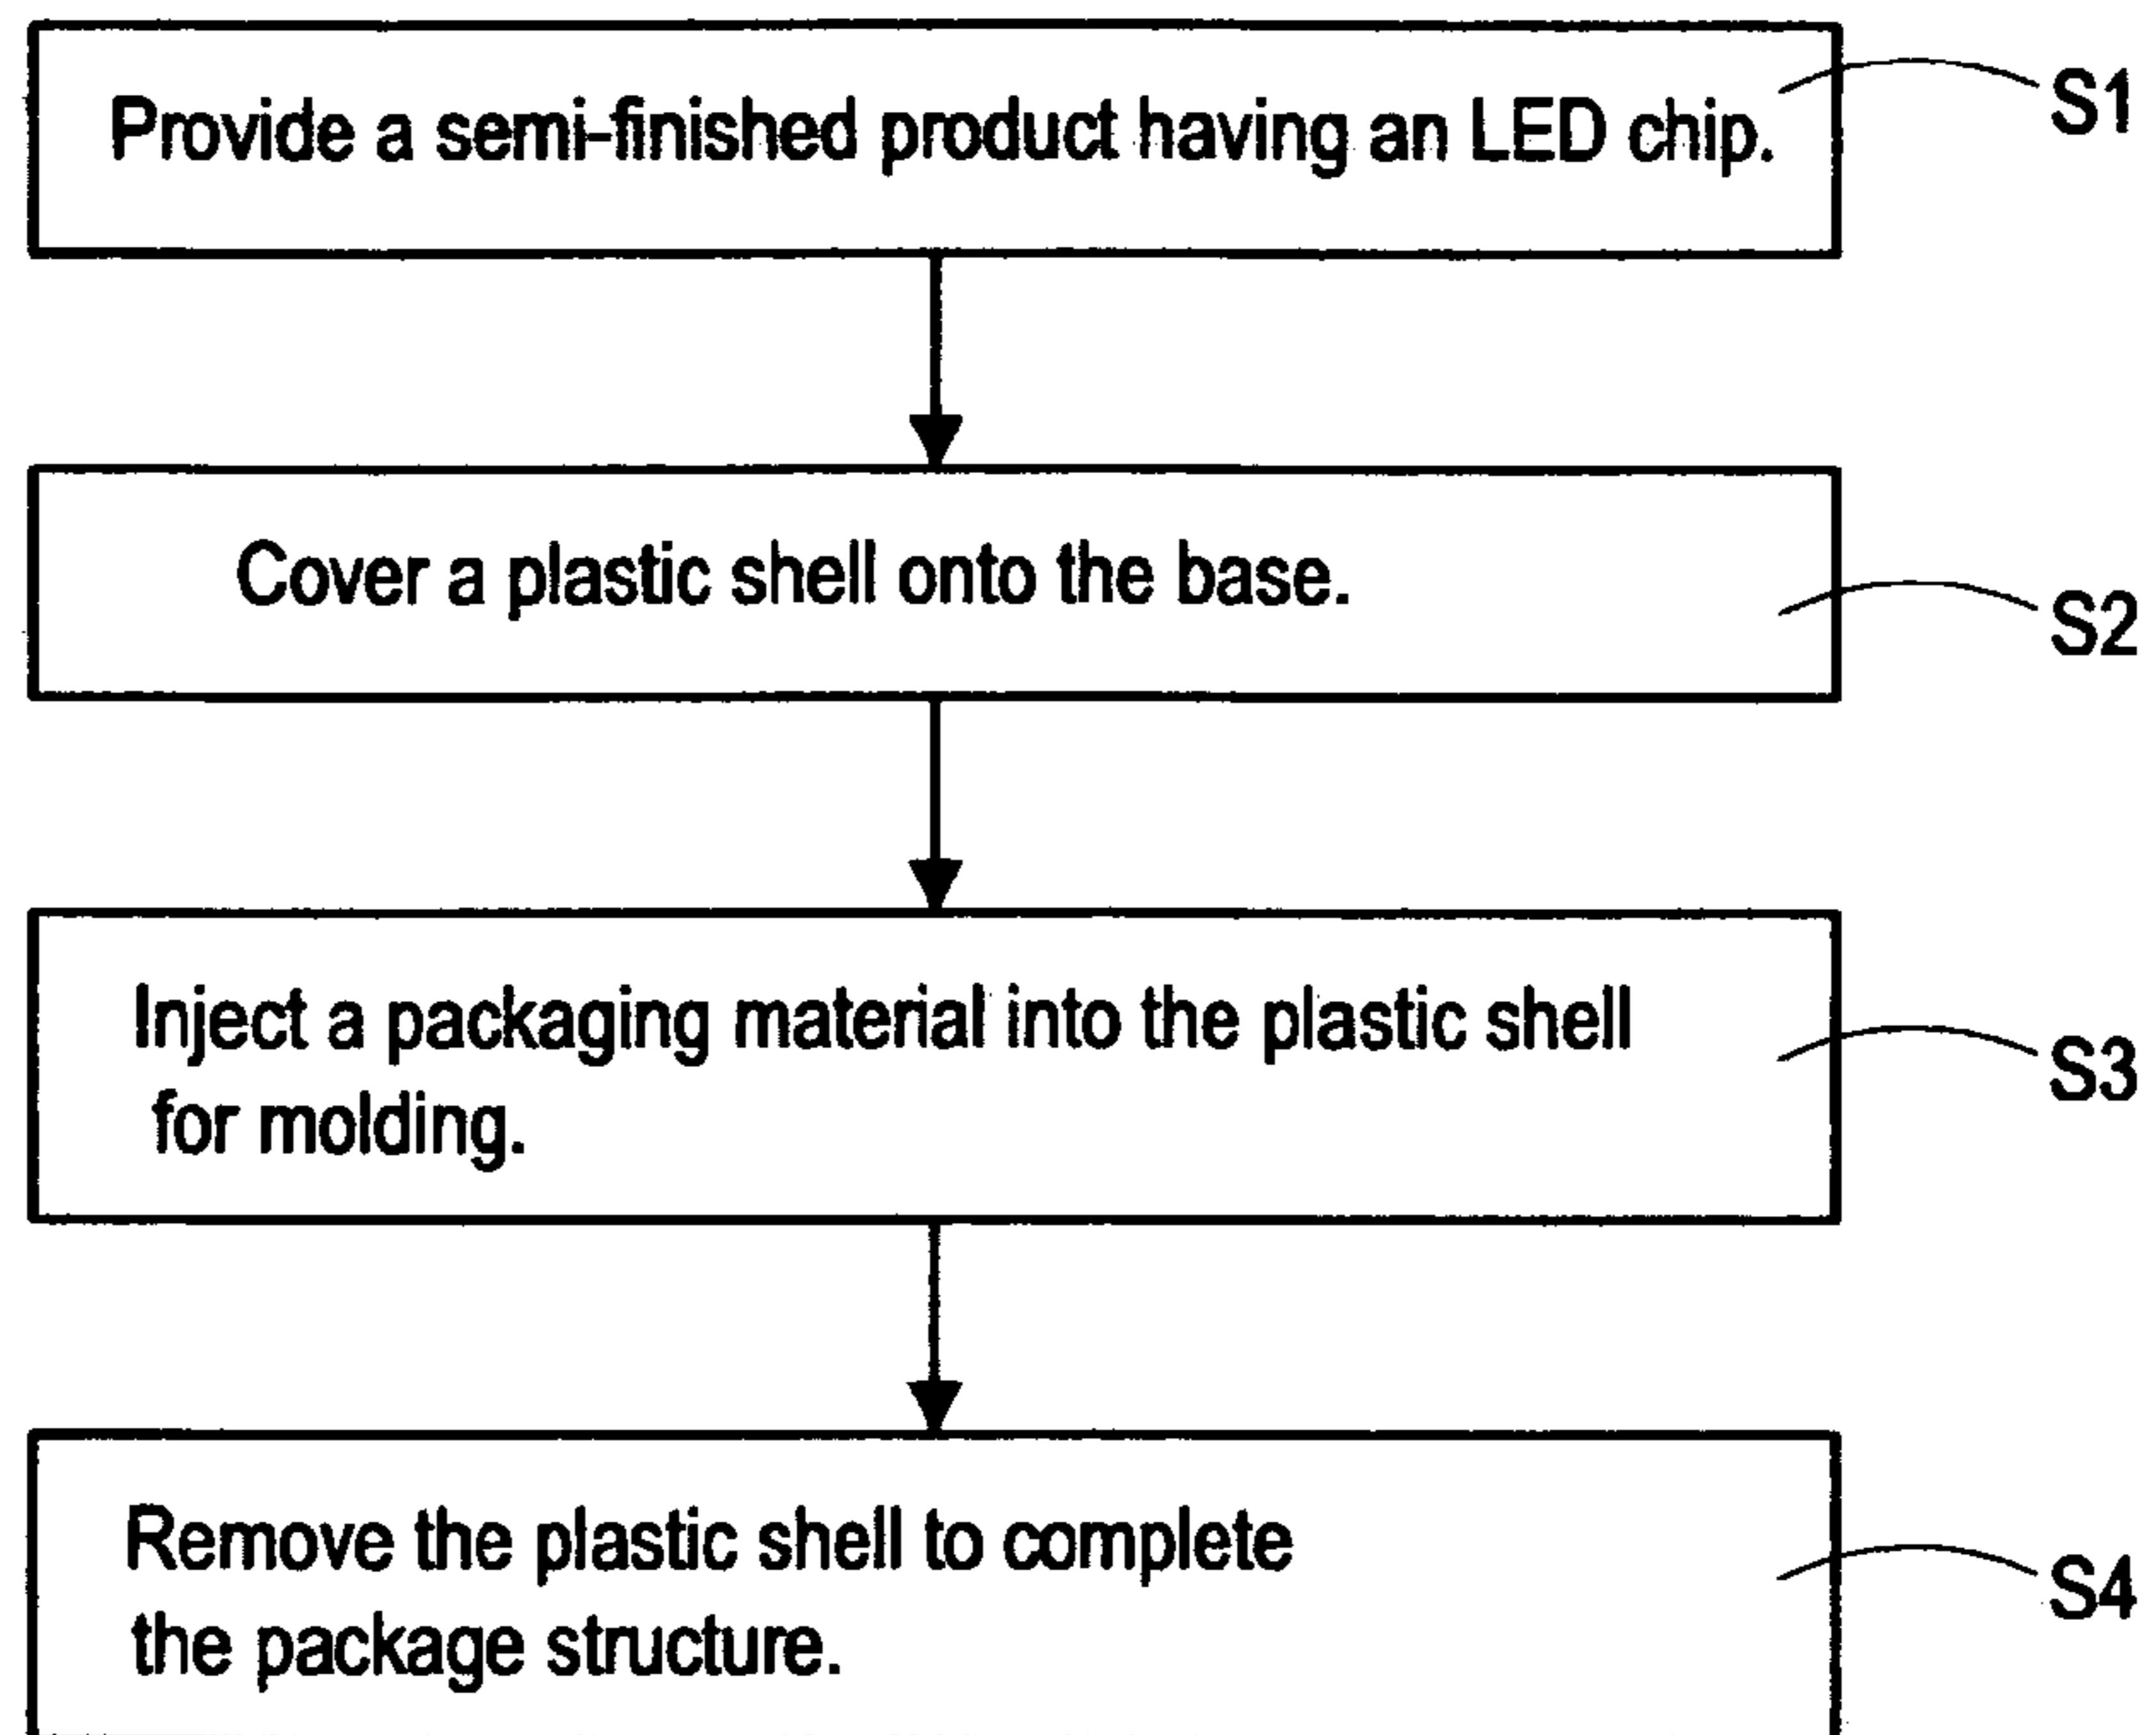 Provide a semi-finished product having an LED chip.
S1
Cover a plastic shell onto the base.
S2
Inject a packaging material into the plastic shell
for molding.
S3
Remove the plastic shell to complete
the package structure.
S4